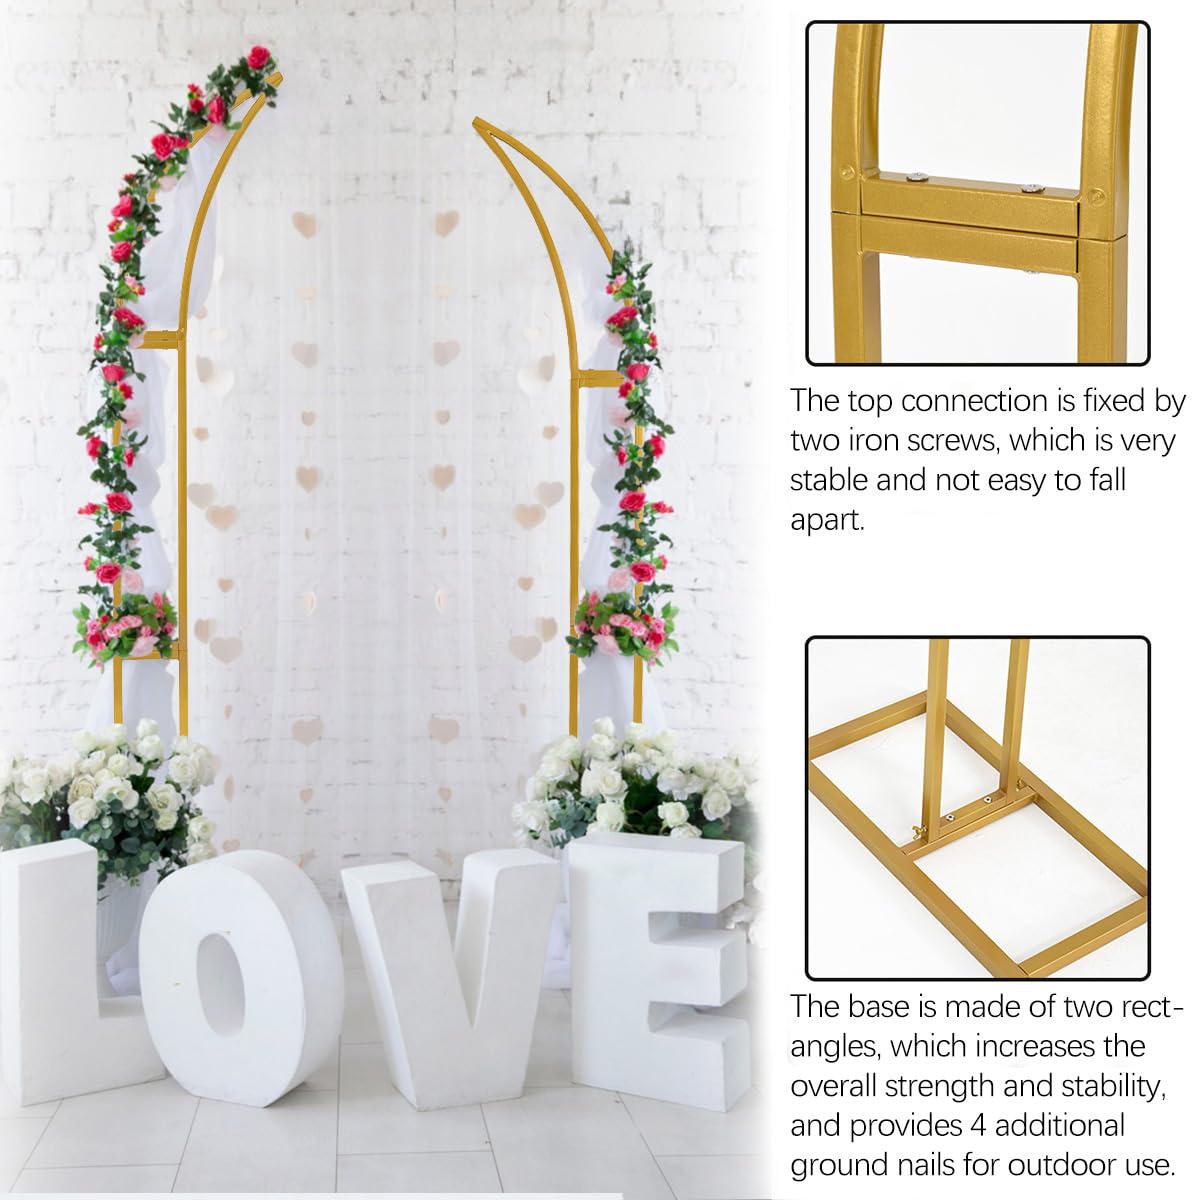 The top connection is fixed by
two iron screws, which is very
stable and not easy to fall
apart.
LOVE
The base is made of two rect-
angles, which increases the
overall strength and stability,
and provides 4 additional
ground nails for outdoor use.